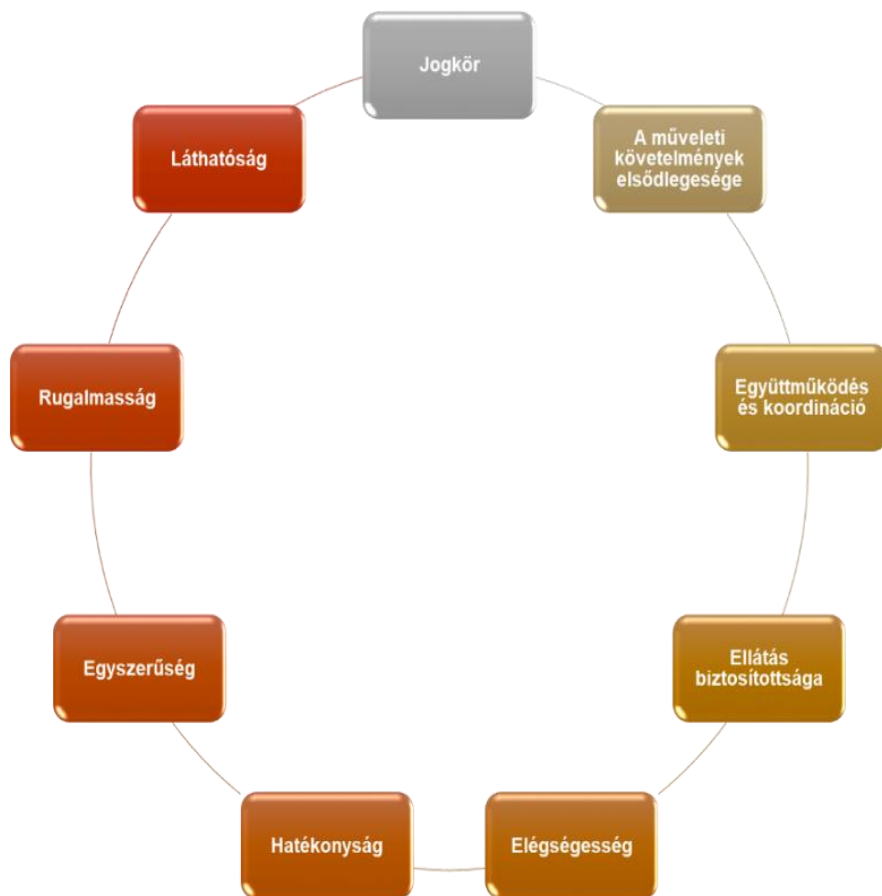 Jogkör
A műveleti
követelmények
elsődlegesége
Együttműködés
és koordináció
Ellátás
biztosítottsága
Elégségesség
Hatékonyság
Egyszerűség
Rugalmasság
Láthatóság